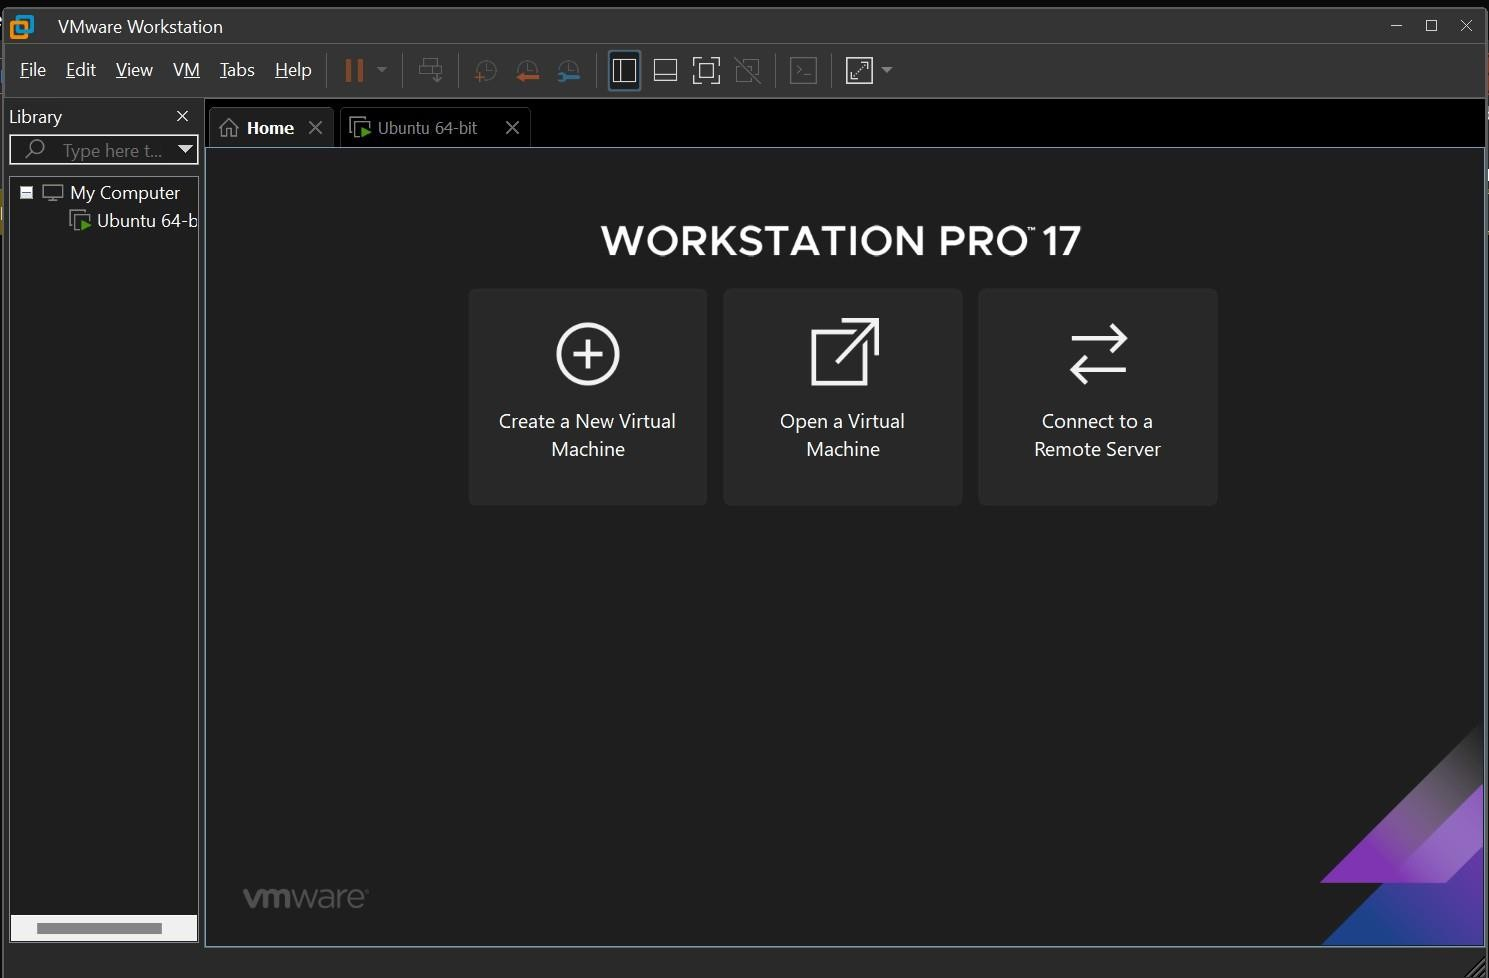 VMware Workstation
File Edit View VM Tabs Help
Library
Home
Ubuntu 64-bit
Type here t...
My Computer
Ubuntu 64-b
WORKSTATION PRO™ 17
Create a New Virtual
Machine
Open a Virtual
Machine
Connect to a
Remote Server
vmware®